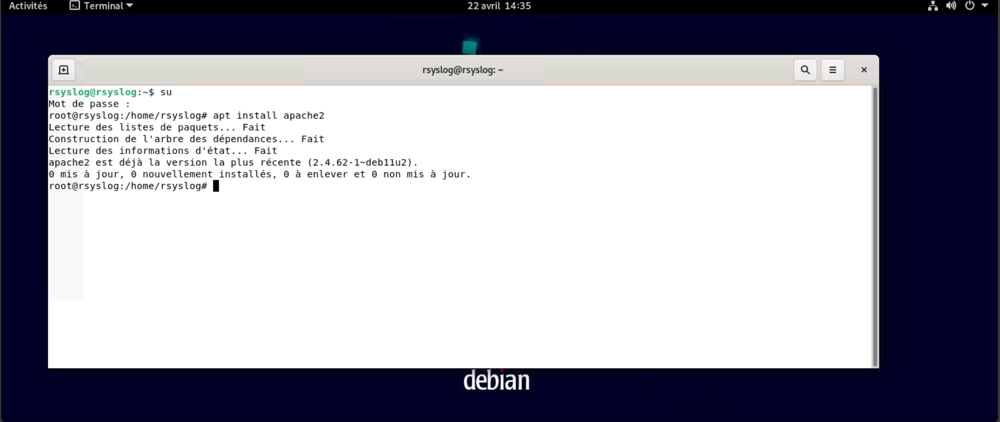 Activités Terminal 22 avril 14:35
rsyslog@rsyslog: ~
rsyslog@rsyslog:~$ su
Mot de passe :
root@rsyslog:/home/rsyslog# apt install apache2
Lecture des listes de paquets... Fait
Construction de l'arbre des dépendances... Fait
Lecture des informations d'état... Fait
apache2 est déjà la version la plus récente (2.4.62-1~deb11u2).
0 mis à jour, 0 nouvellement installés, 0 à enlever et 0 non mis à jour.
root@rsyslog:/home/rsyslog#
debian